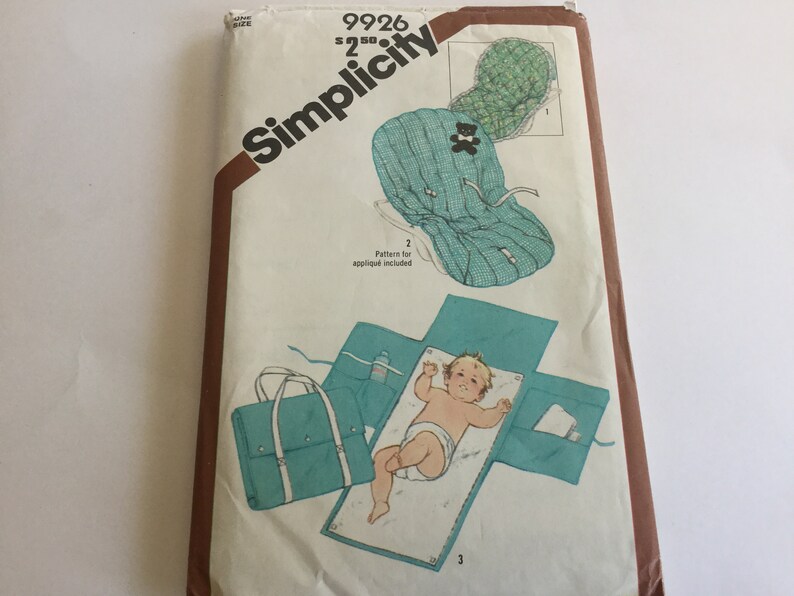 ONE
SIZE
9926
$ 2 50
Simplicity
1
2
Pattern for
appliqué included
3